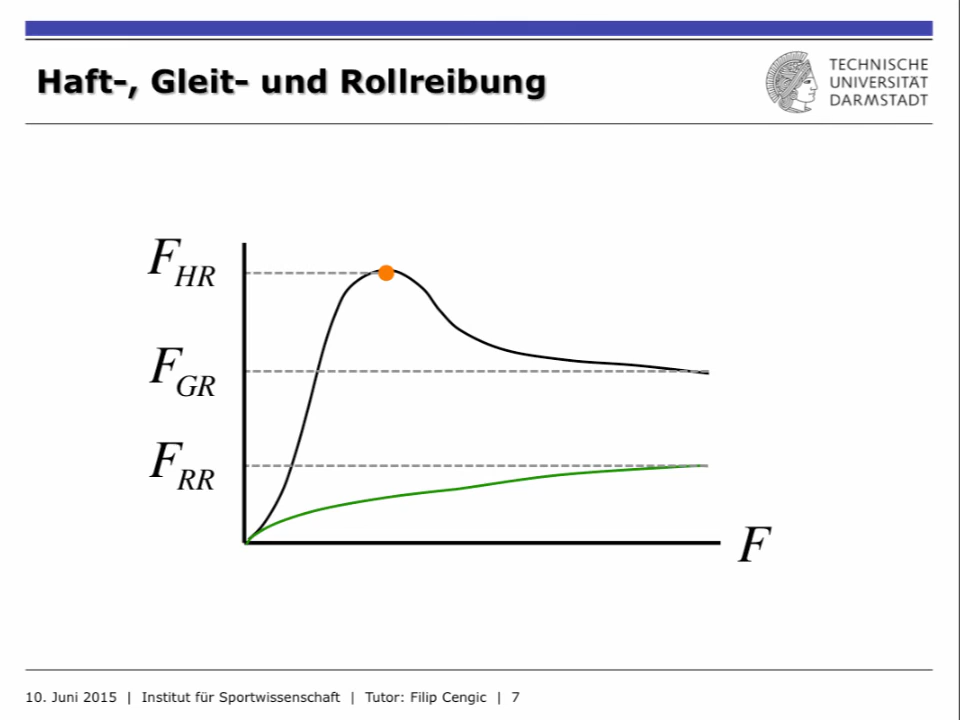 Haft-, Gleit- und Rollreibung
TECHNISCHE
UNIVERSITÄT
DARMSTADT
F_HR
F_GR
F_RR
F
10. Juni 2015 | Institut für Sportwissenschaft | Tutor: Filip Cengic | 7